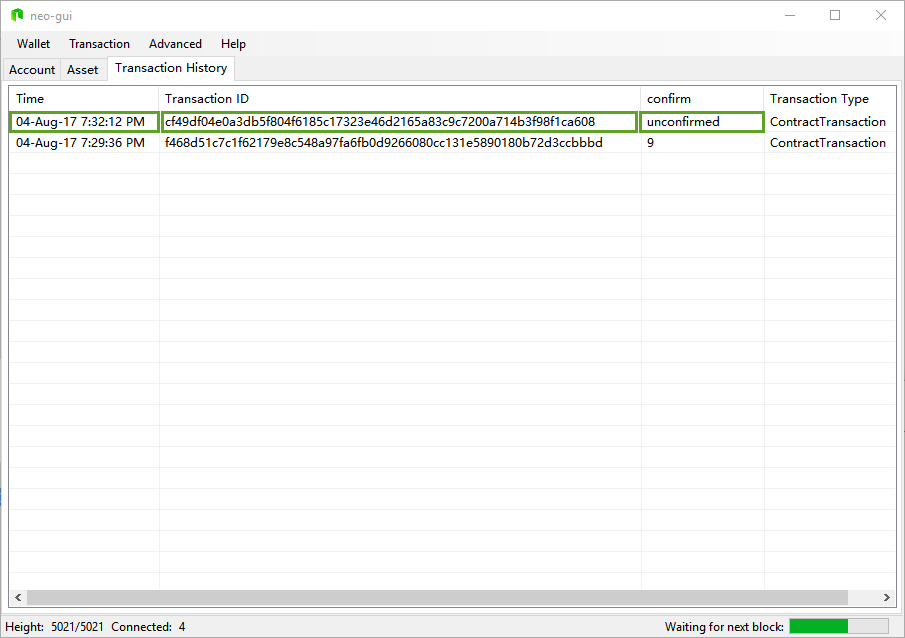 neo-gui
Wallet Transaction Advanced Help
Account Asset Transaction History
Time Transaction ID confirm Transaction Type
04-Aug-17 7:32:12 PM cf49df04e0a3db5f804f6185c17323e46d2165a83c9c7200a714b3f98f1ca608 unconfirmed ContractTransaction
04-Aug-17 7:29:36 PM f468d51c7c1f62179e8c548a97fa6fb0d9266080cc131e5890180b72d3ccbbbd 9 ContractTransaction
Height: 5021/5021 Connected: 4 Waiting for next block: